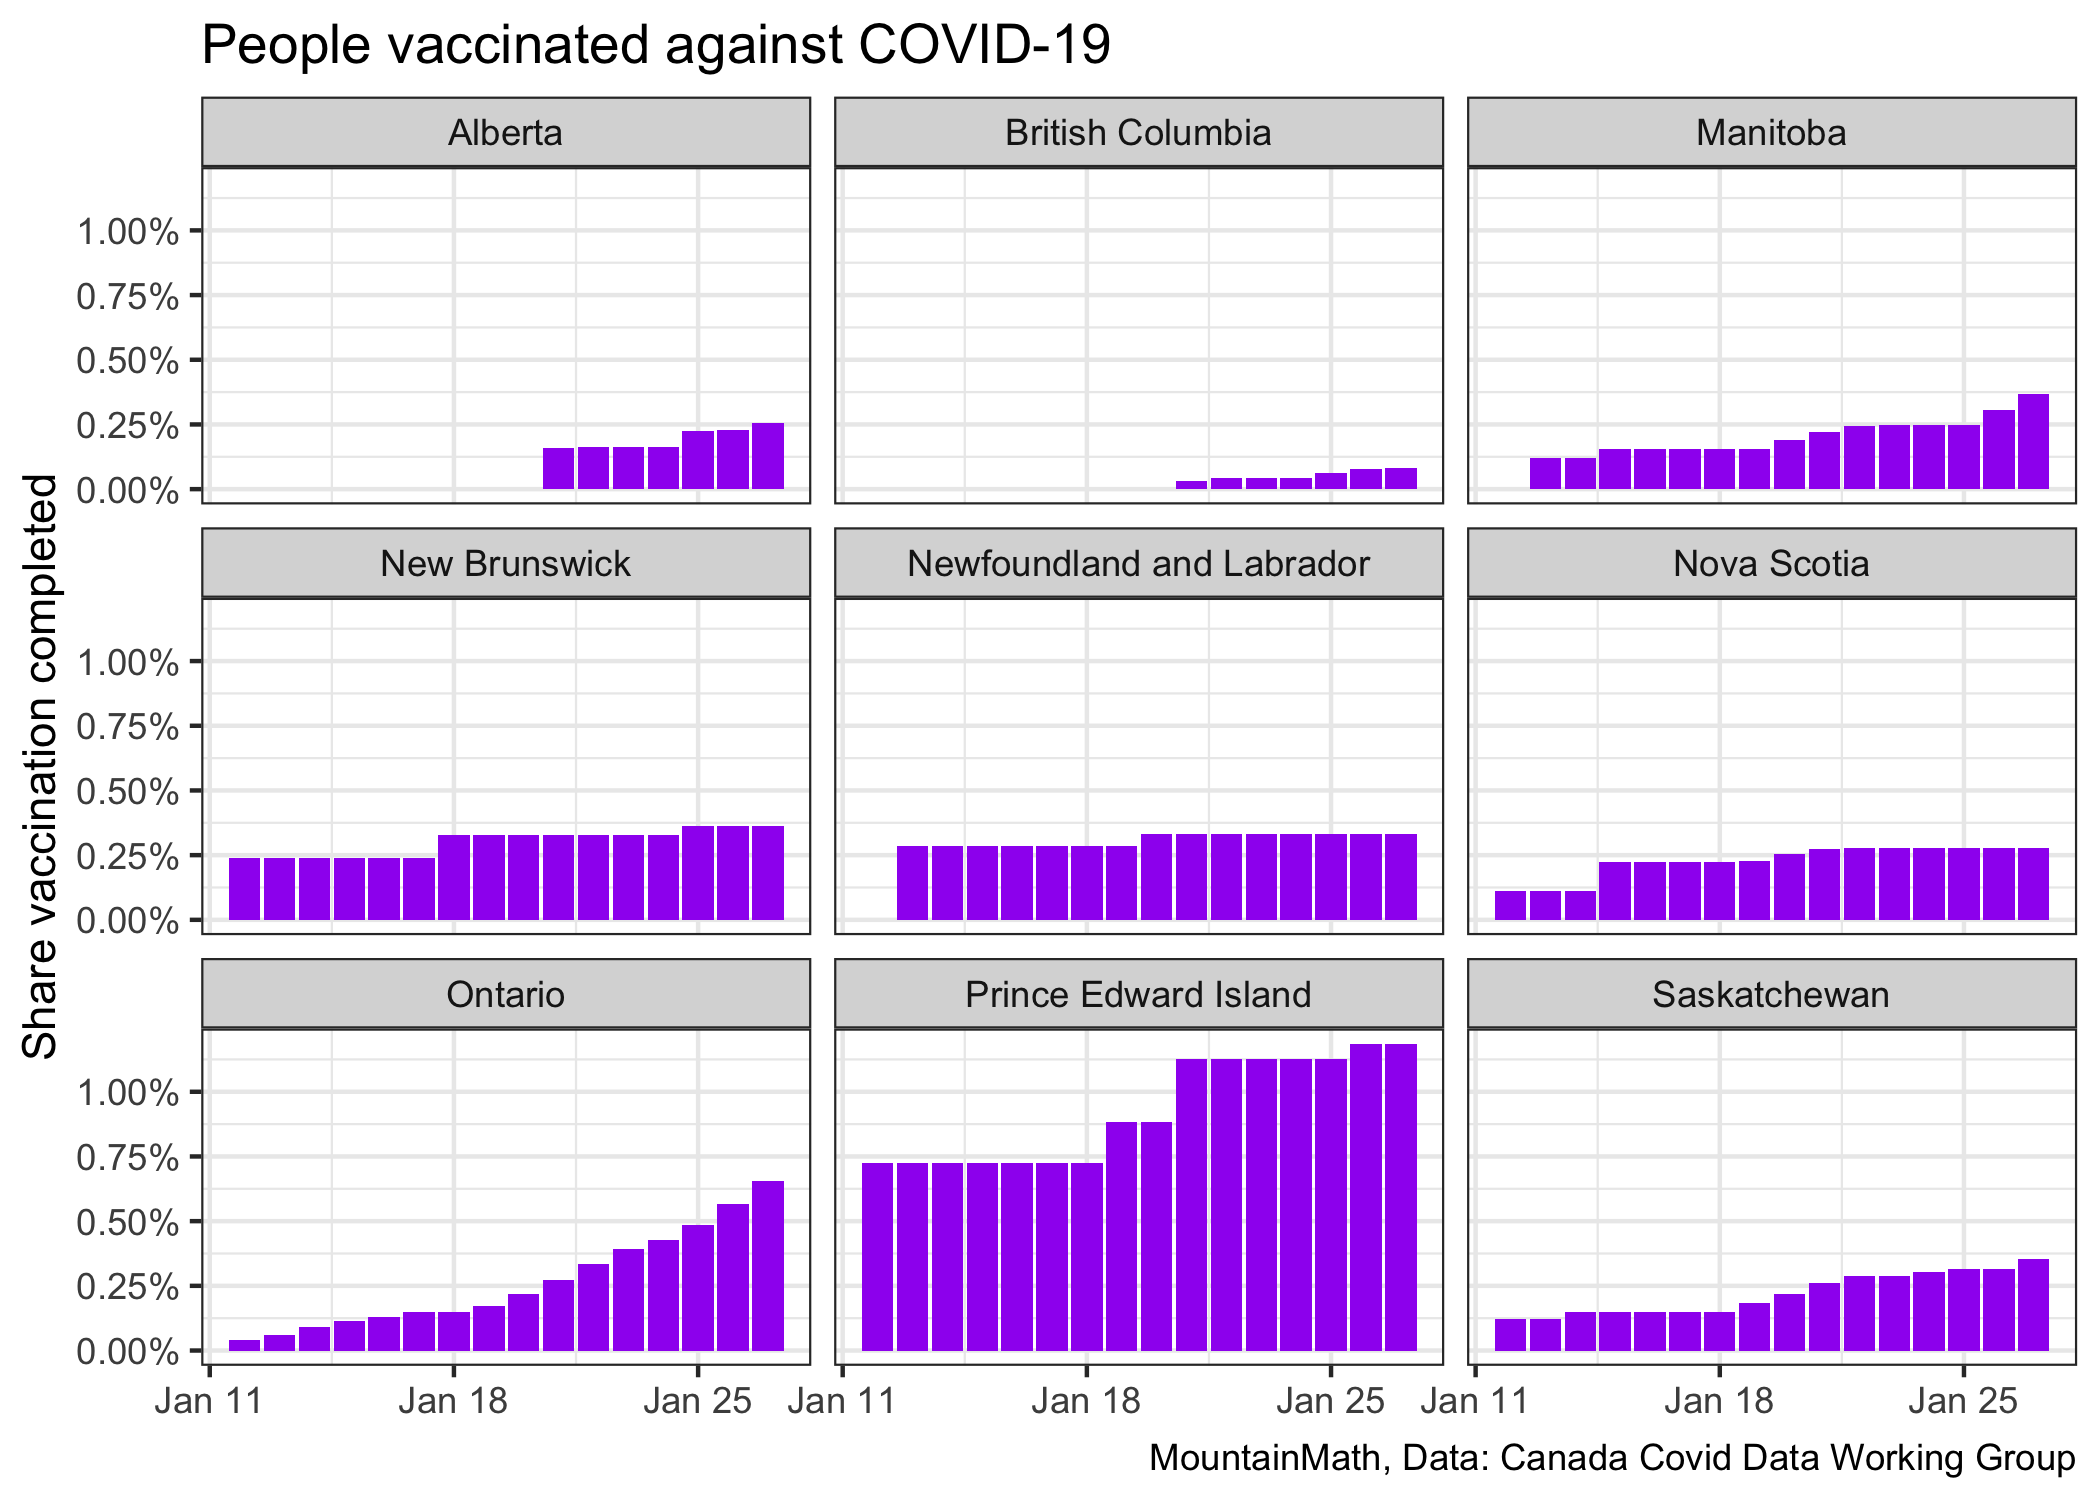 People vaccinated against COVID-19
Alberta
British Columbia
Manitoba
1.00%
0.75%
0.50%
0.25%
0.00%
New Brunswick
Newfoundland and Labrador
Nova Scotia
1.00%
0.75%
0.50%
0.25%
0.00%
Share vaccination completed
Ontario
Prince Edward Island
Saskatchewan
1.00%
0.75%
0.50%
0.25%
0.00%
Jan 11 Jan 18 Jan 25 Jan 11 Jan 18 Jan 25 Jan 11 Jan 18 Jan 25
MountainMath, Data: Canada Covid Data Working Group